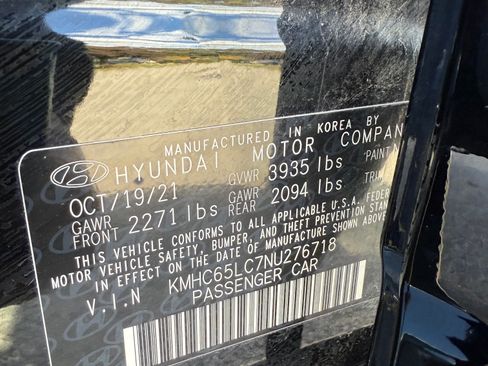 MANUFACTURED IN KOREA BY
HYUNDAI MOTOR COMPAN
OCT/19/21 GVWR 3935 lbs PAINT
GAWR FRONT 2271 lbs GAWR REAR 2094 lbs TRIM
THIS VEHICLE CONFORMS TO ALL APPLICABLE U.S.A. FEDER
MOTOR VEHICLE SAFETY, BUMPER, AND THEFT PREVENTION STAN
IN EFFECT ON THE DATE OF MANUFACTURE SHOWN ABOVE.
V.I.N KMHC65LC7NU276718
PASSENGER CAR